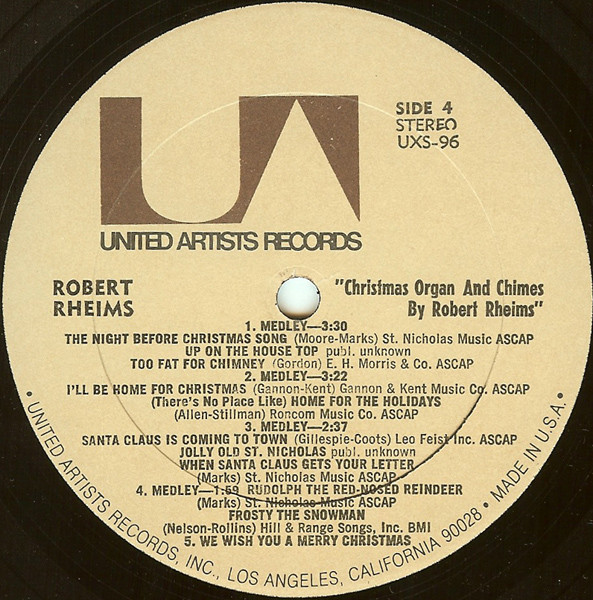 UA
SIDE 4
STEREO
UXS-96
UNITED ARTISTS RECORDS
ROBERT
RHEIMS
"Christmas Organ And Chimes
By Robert Rheims"
1. MEDLEY—3:30
THE NIGHT BEFORE CHRISTMAS SONG (Moore-Marks) St. Nicholas Music ASCAP
UP ON THE HOUSE TOP publ. unknown
TOO FAT FOR CHIMNEY (Gordon) E. H. Morris & Co. ASCAP
2. MEDLEY—3:22
I'LL BE HOME FOR CHRISTMAS (Gannon-Kent) Gannon & Kent Music Co. ASCAP
(There's No Place Like) HOME FOR THE HOLIDAYS
(Allen-Stillman) Roncom Music Co. ASCAP
3. MEDLEY—2:37
SANTA CLAUS IS COMING TO TOWN (Gillespie-Coots) Leo Feist Inc. ASCAP
JOLLY OLD ST. NICHOLAS publ. unknown
WHEN SANTA CLAUS GETS YOUR LETTER
(Marks) St. Nicholas Music ASCAP
4. MEDLEY—1:59 RUDOLPH THE RED-NOSED REINDEER
(Marks) St. Nicholas Music ASCAP
FROSTY THE SNOWMAN
(Nelson-Rollins) Hill & Range Songs, Inc. BMI
5. WE WISH YOU A MERRY CHRISTMAS
• UNITED ARTISTS RECORDS, INC., LOS ANGELES, CALIFORNIA 90028 • MADE IN U.S.A. •